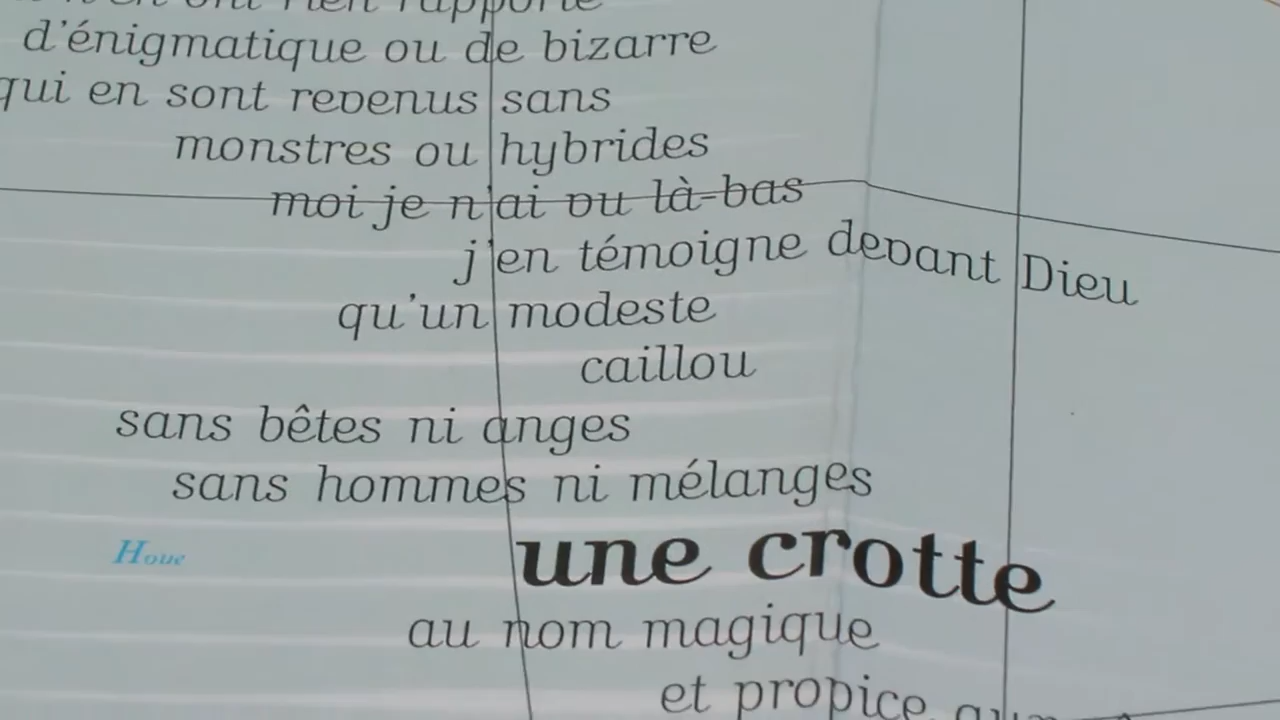 d'énigmatique ou de bizarre
qui en sont revenus sans
monstres ou hybrides
moi je n'ai vu là-bas
j'en témoigne devant Dieu
qu'un modeste
caillou
sans bêtes ni anges
sans hommes ni mélanges
Houe
une crotte
au nom magique
et propice